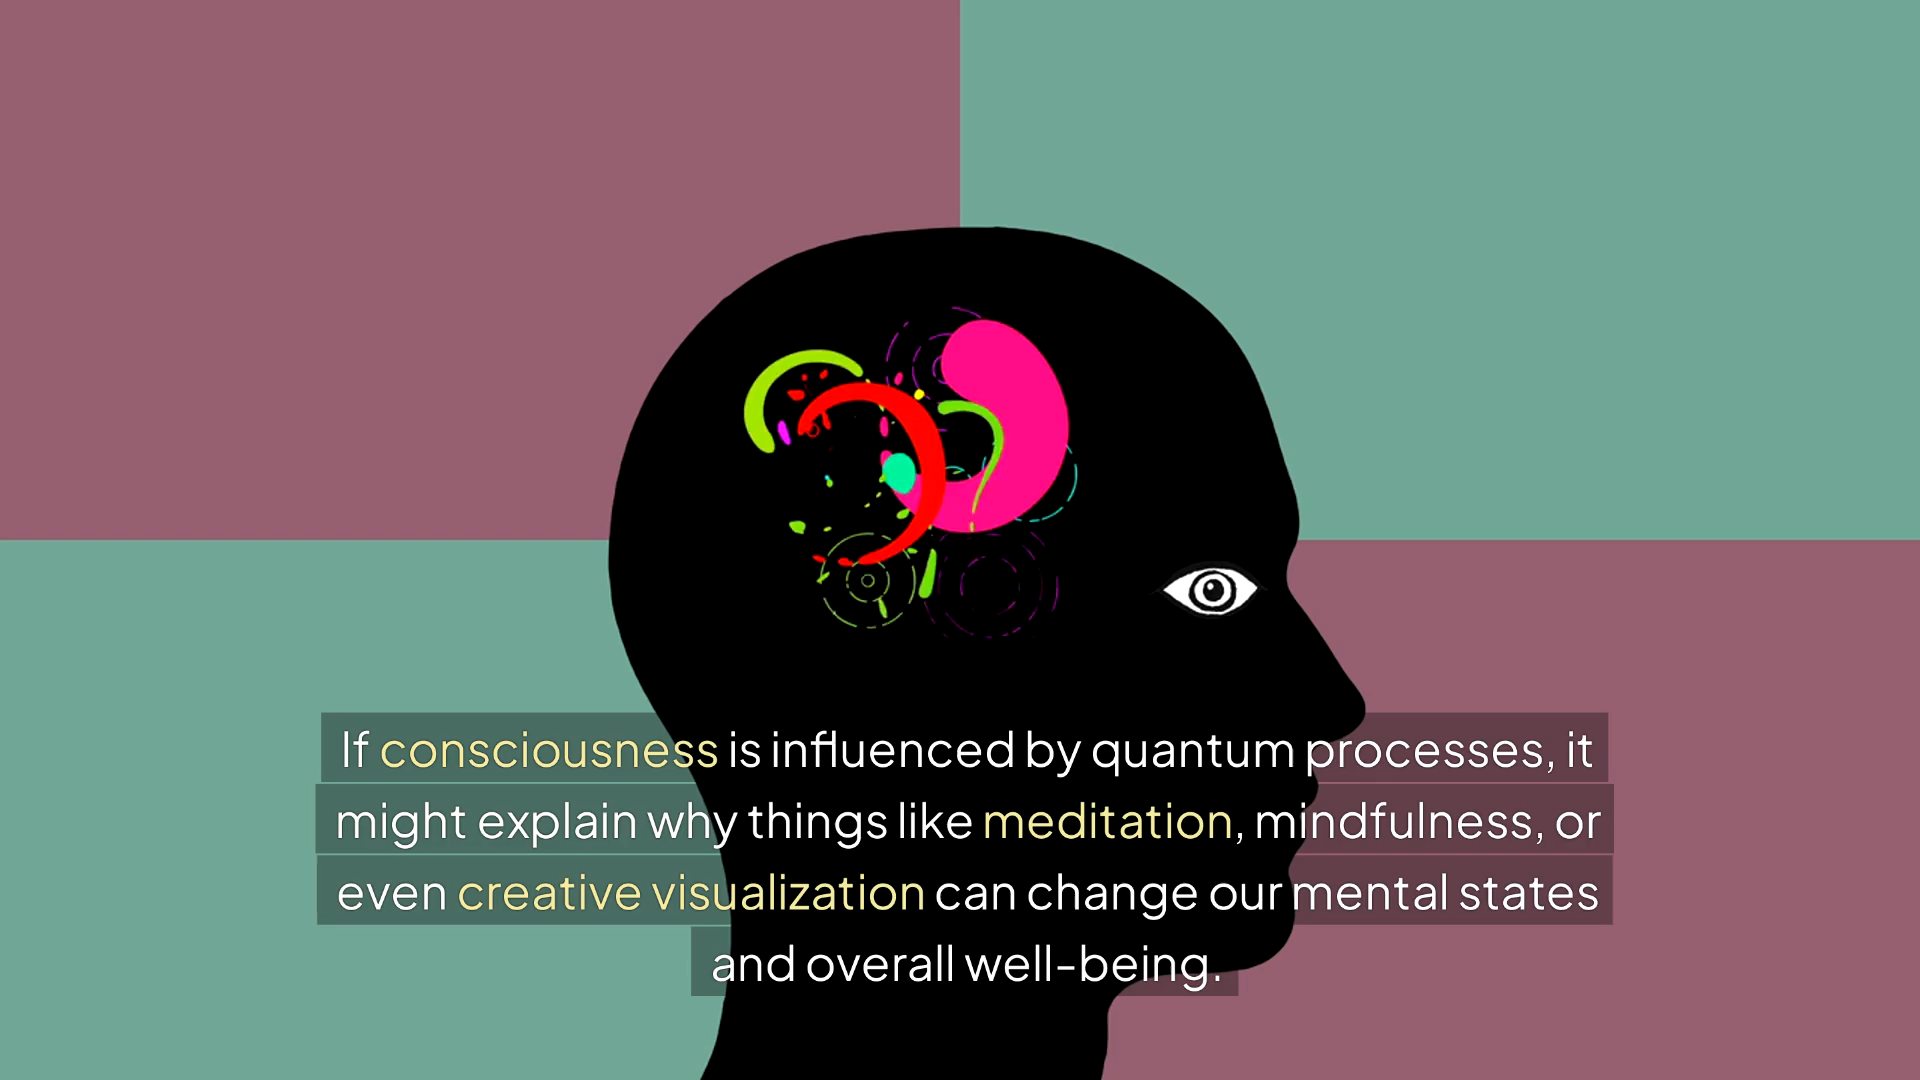 If consciousness is influenced by quantum processes, it
might explain why things like meditation, mindfulness, or
even creative visualization can change our mental states
and overall well-being.